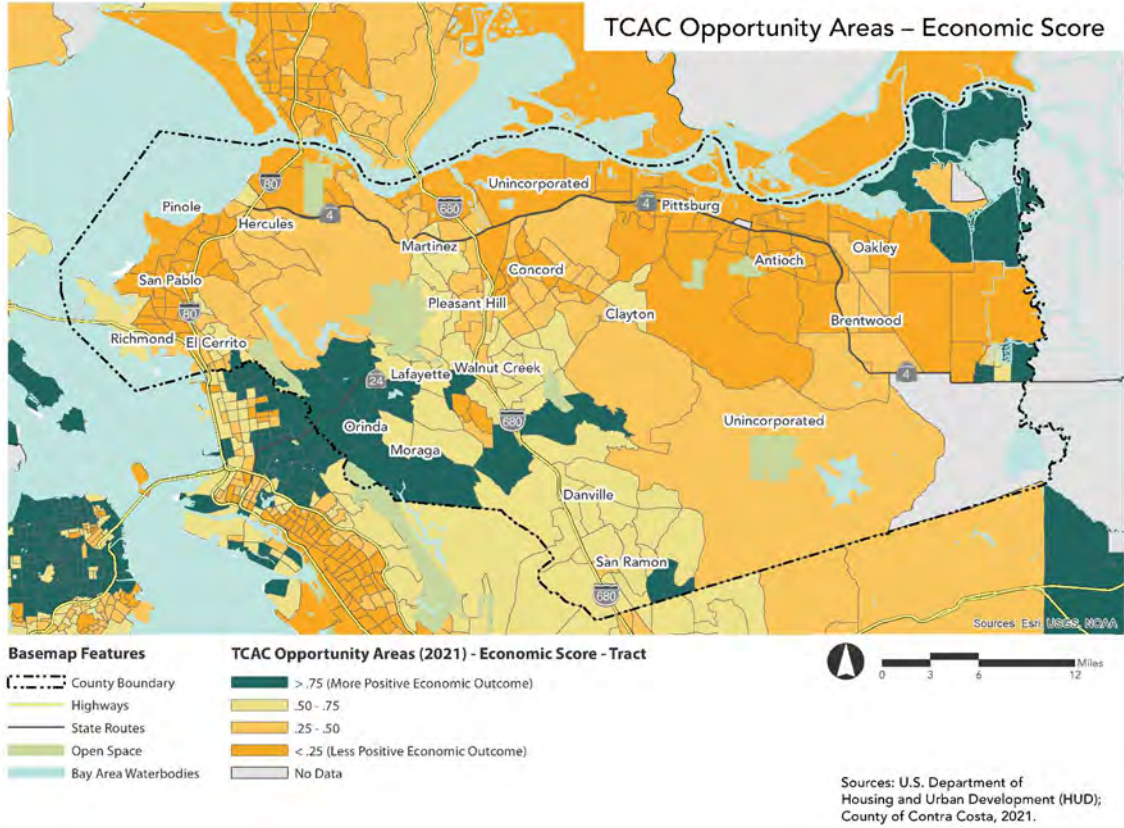 TCAC Opportunity Areas – Economic Score
80
Unincorporated
4
680
4
Pittsburg
Pinole
Hercules
Martinez
Oakley
Antioch
Concord
San Pablo
80
Pleasant Hill
Clayton
Brentwood
Richmond
El Cerrito
Walnut Creek
24
Lafayette
4
680
Unincorporated
Orinda
Moraga
Danville
San Ramon
680
Sources: Esri, USGS, NOAA
Basemap Features
County Boundary
Highways
State Routes
Open Space
Bay Area Waterbodies
TCAC Opportunity Areas (2021) - Economic Score - Tract
> .75 (More Positive Economic Outcome)
.50 - .75
.25 - .50
< .25 (Less Positive Economic Outcome)
No Data
Miles
0 3 6 12
Sources: U.S. Department of
Housing and Urban Development (HUD);
County of Contra Costa, 2021.